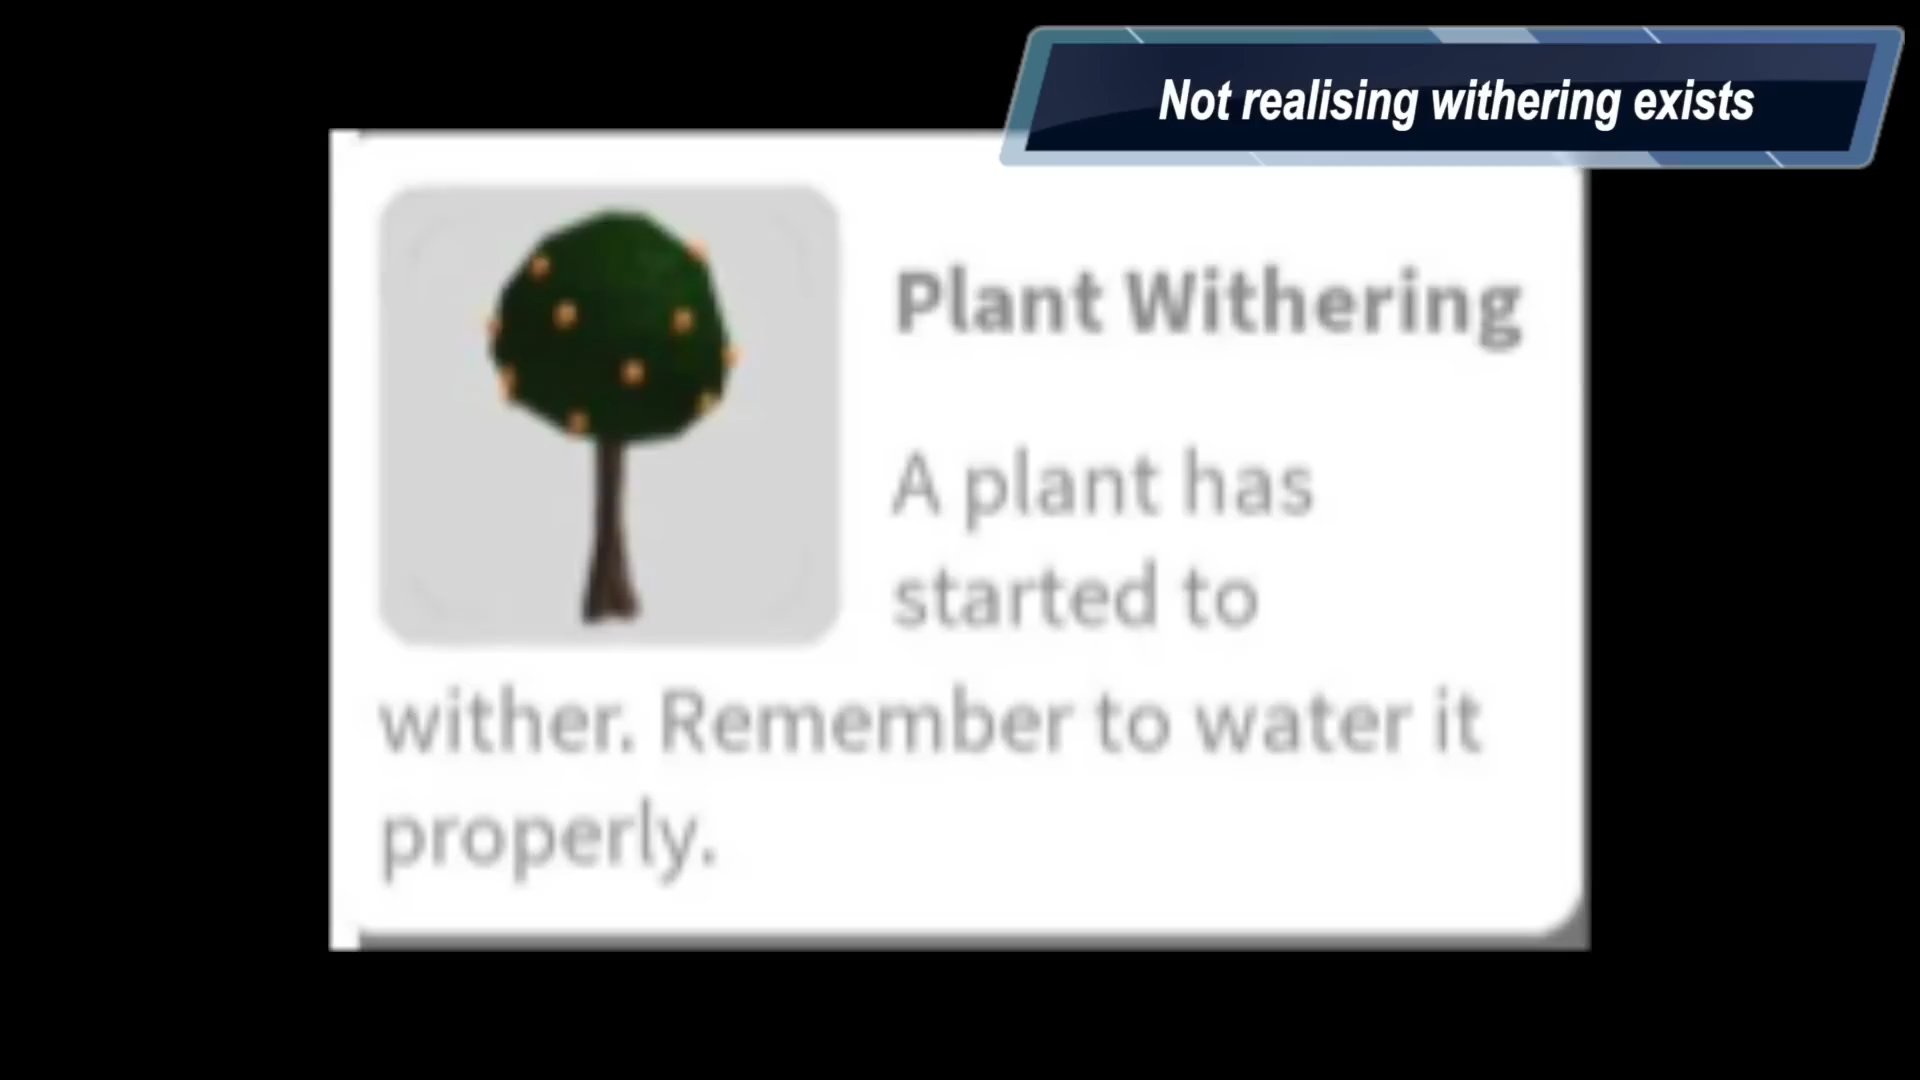 Not realising withering exists
Plant Withering
A plant has
started to
wither. Remember to water it
properly.